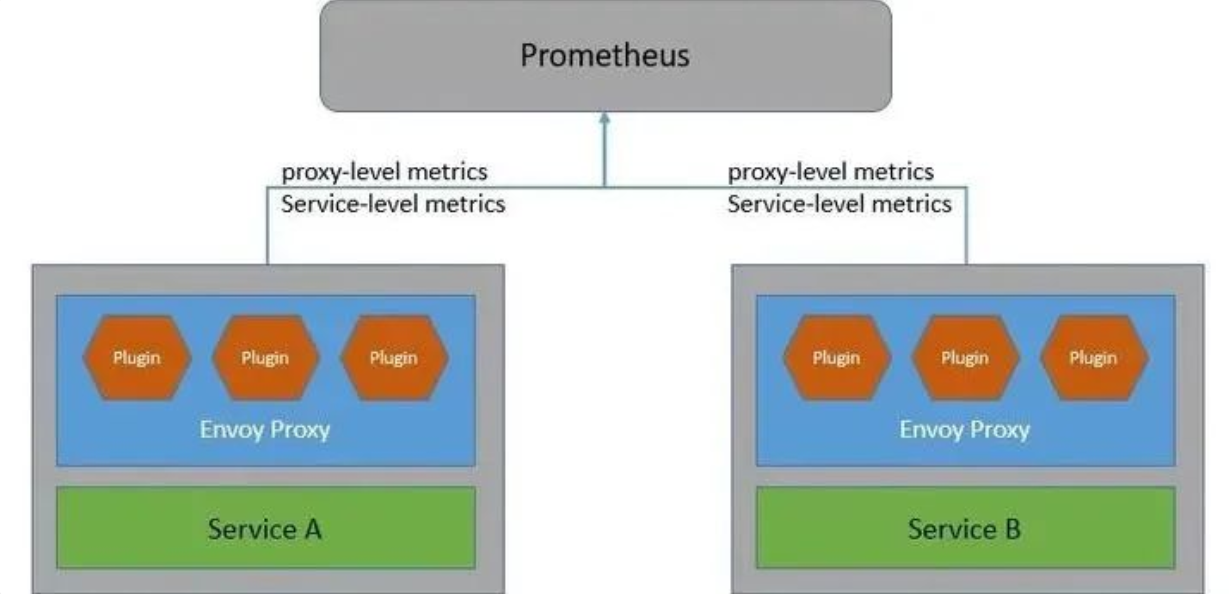 Prometheus
proxy-level metrics
Service-level metrics
proxy-level metrics
Service-level metrics
Plugin
Plugin
Plugin
Envoy Proxy
Service A
Plugin
Plugin
Plugin
Envoy Proxy
Service B